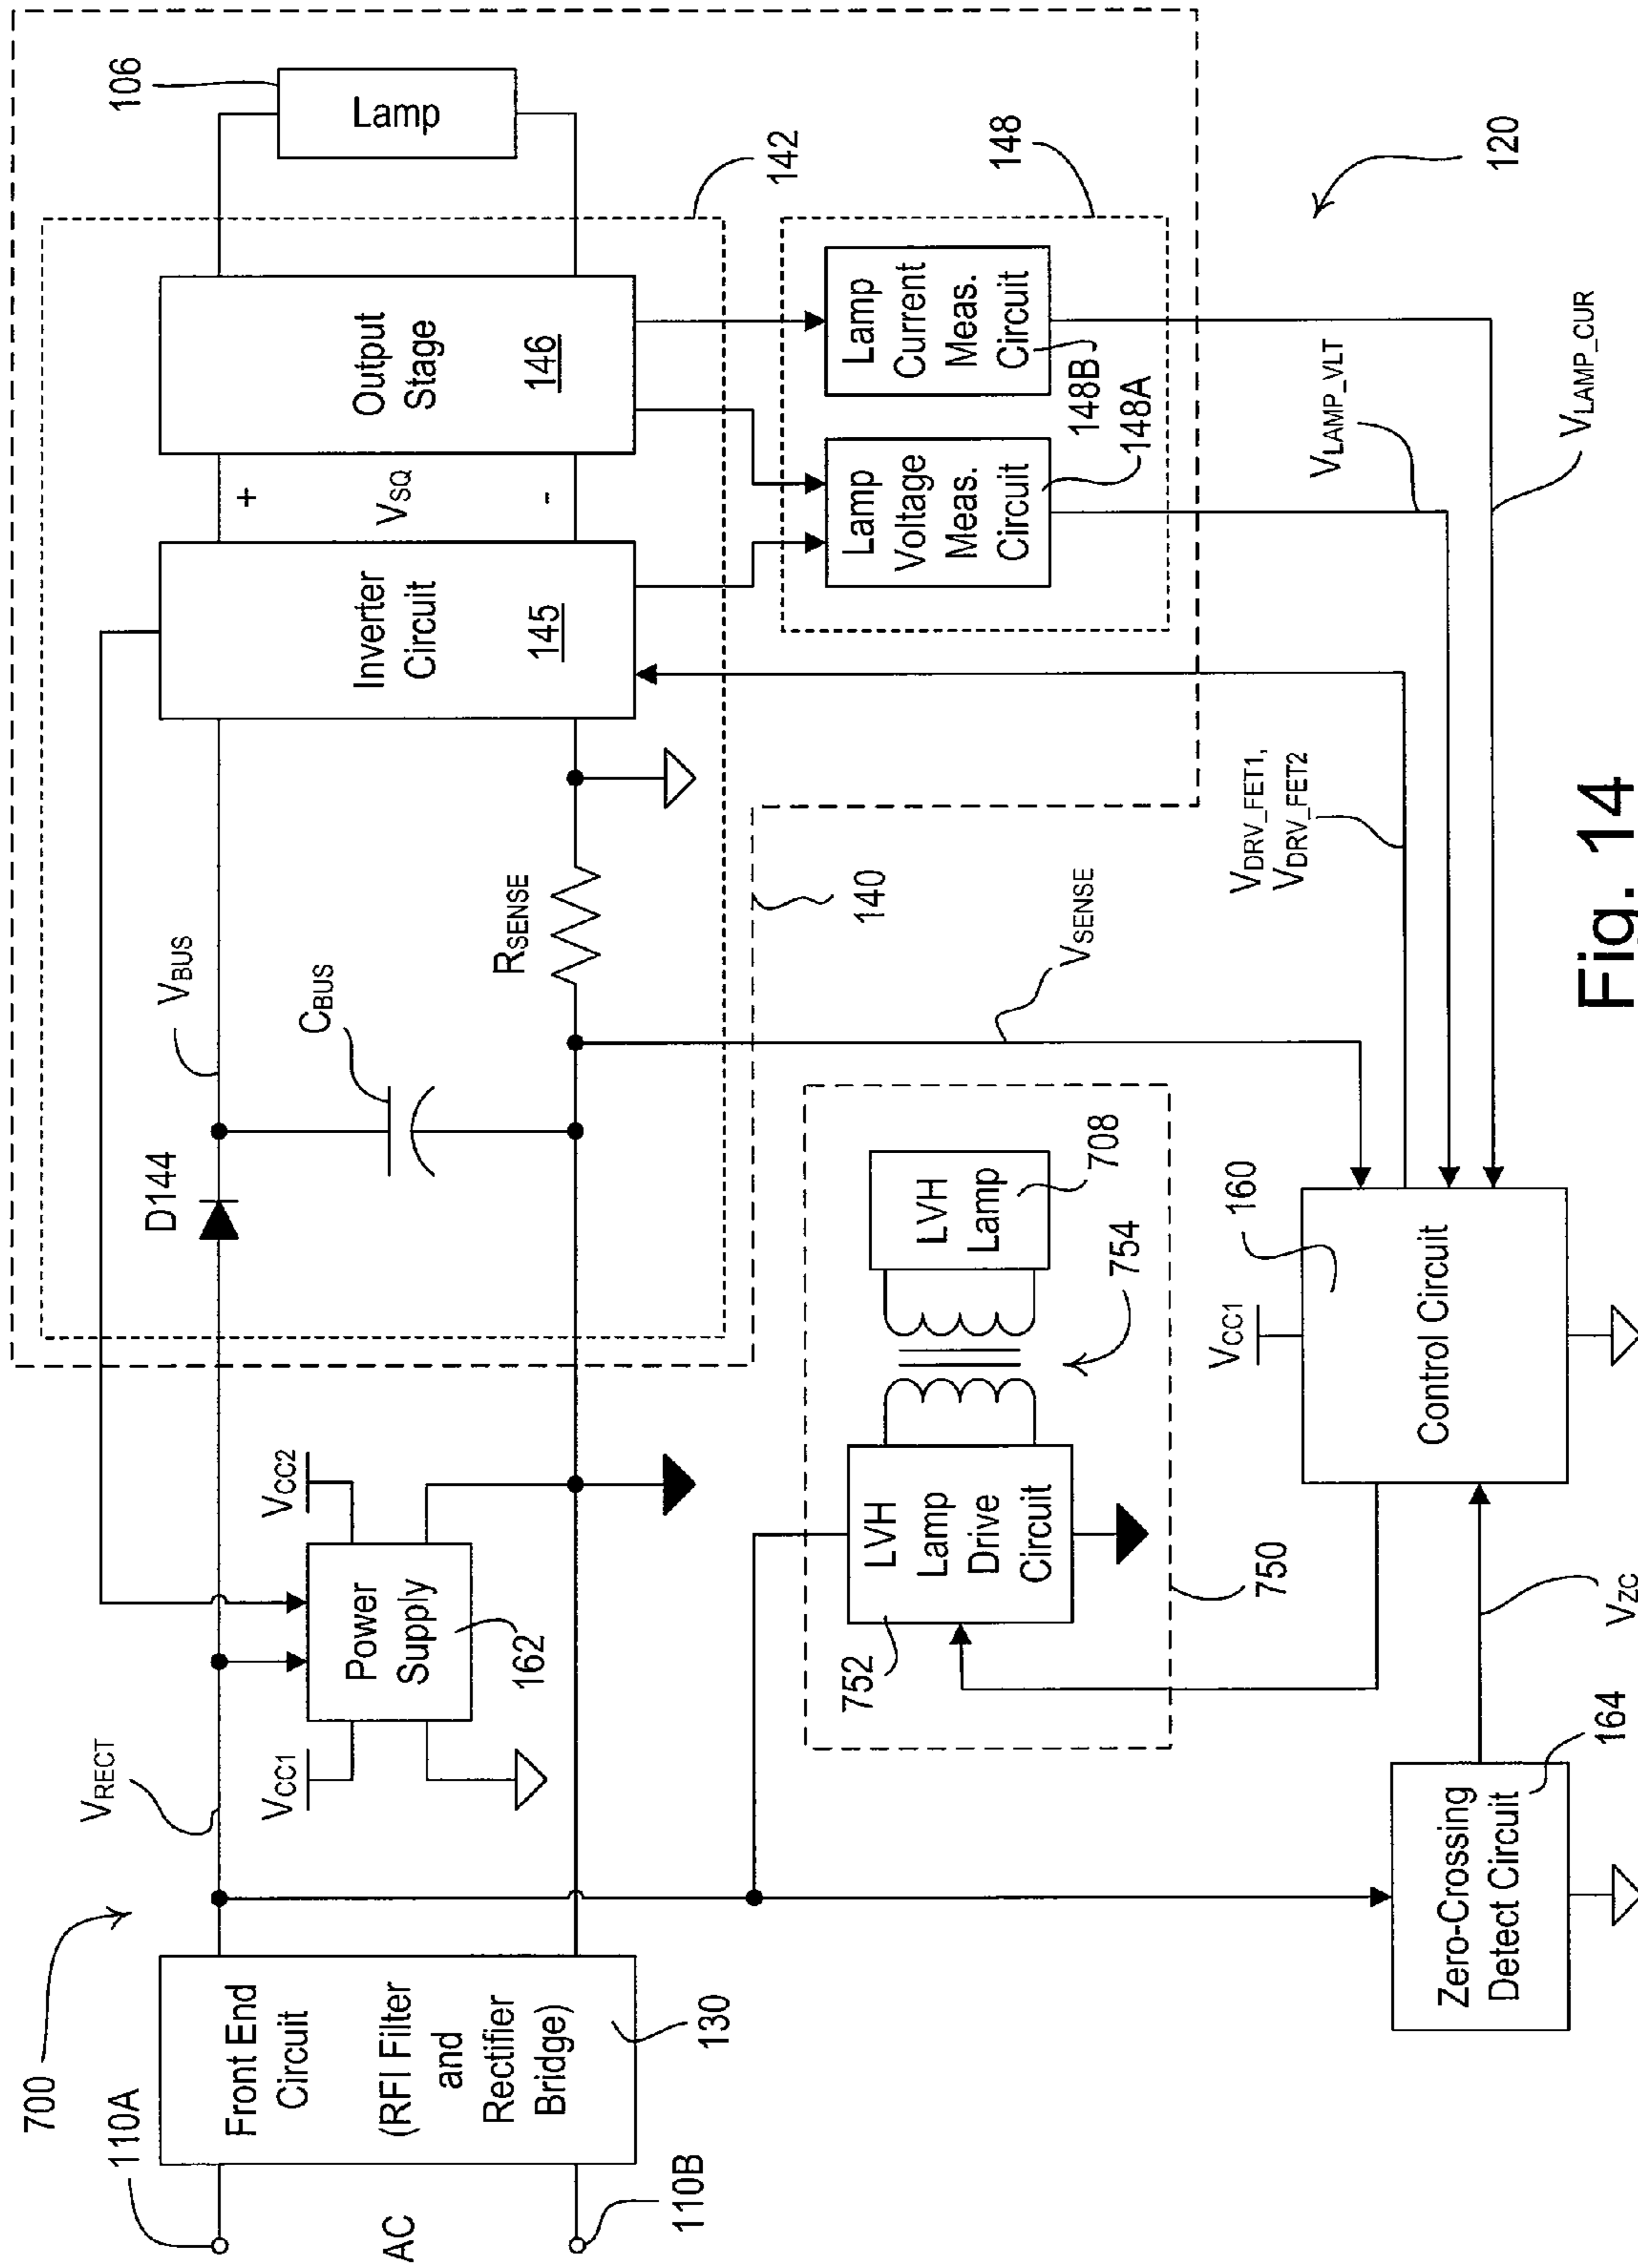 700
110A
AC
110B
Front End
Circuit
(RFI Filter
and
Rectifier
Bridge)
130
VRECT
VCC1
VCC2
Power
Supply
162
D144
VBUS
CBUS
RSENSE
Inverter
Circuit
145
+
VSQ
-
Output
Stage
146
106
Lamp
142
148
Lamp
Voltage
Meas.
Circuit
148A
Lamp
Current
Meas.
Circuit
148B
140
120
752
LVH
Lamp
Drive
Circuit
754
LVH
Lamp
708
750
VSENSE
VDRV_FET1,
VDRV_FET2
VLAMP_VLT
VLAMP_CUR
Zero-Crossing
Detect Circuit
164
VZC
VCC1
160
Control Circuit
Fig. 14